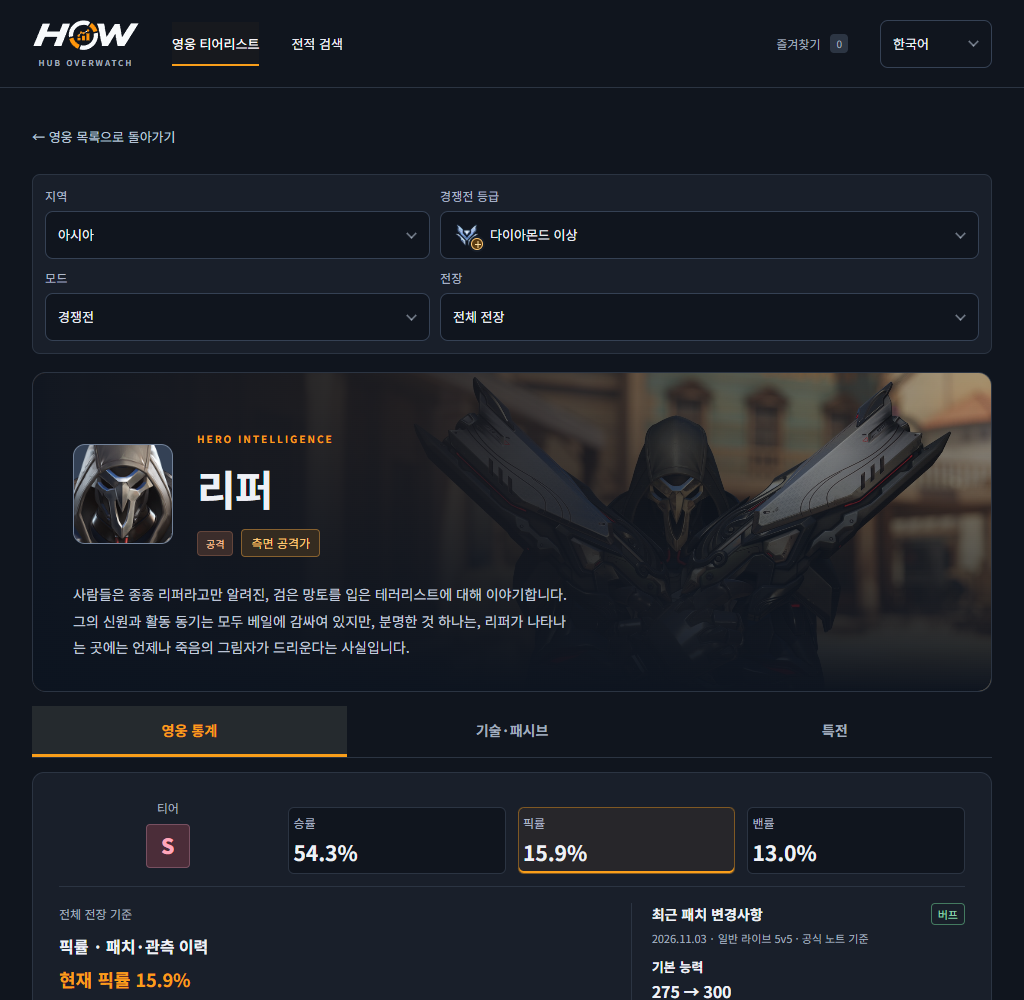 HOW
HUB OVERWATCH
영웅 티어리스트
전적 검색
즐겨찾기 0
한국어
← 영웅 목록으로 돌아가기
지역
경쟁전 등급
아시아
다이아몬드 이상
모드
전장
경쟁전
전체 전장
HERO INTELLIGENCE
리퍼
공격
측면 공격가
사람들은 종종 리퍼라고만 알려진, 검은 망토를 입은 테러리스트에 대해 이야기합니다.
그의 신원과 활동 동기는 모두 베일에 감싸여 있지만, 분명한 것 하나는, 리퍼가 나타나
는 곳에는 언제나 죽음의 그림자가 드리운다는 사실입니다.
영웅 통계
기술·패시브
특전
티어
S
승률
54.3%
픽률
15.9%
밴률
13.0%
전체 전장 기준
픽률 · 패치·관측 이력
현재 픽률 15.9%
최근 패치 변경사항
버프
2026.11.03 · 일반 라이브 5v5 · 공식 노트 기준
기본 능력
275 → 300